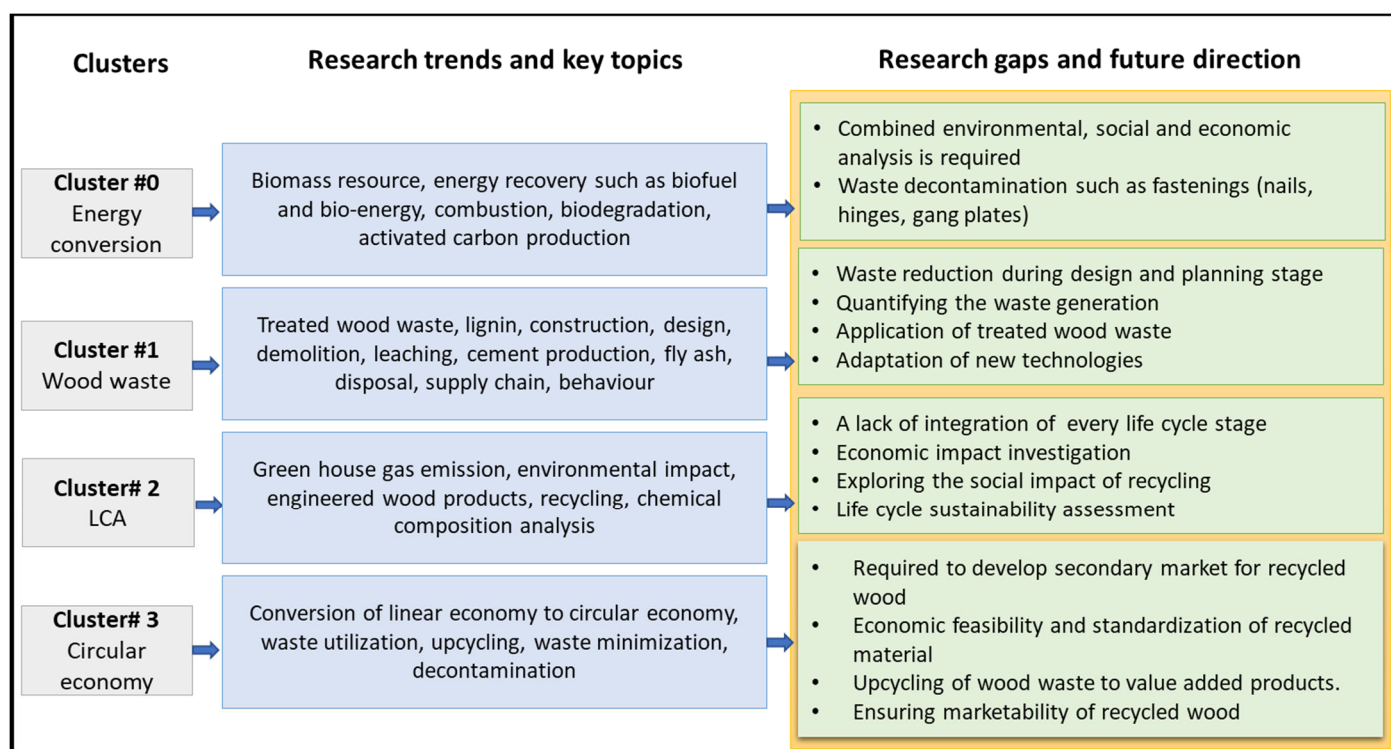 Clusters
Research trends and key topics
Research gaps and future direction
Cluster #0
Energy
conversion
Biomass resource, energy recovery such as biofuel
and bio-energy, combustion, biodegradation,
activated carbon production
• Combined environmental, social and economic
analysis is required
• Waste decontamination such as fastenings (nails,
hinges, gang plates)
Cluster #1
Wood waste
Treated wood waste, lignin, construction, design,
demolition, leaching, cement production, fly ash,
disposal, supply chain, behaviour
• Waste reduction during design and planning stage
• Quantifying the waste generation
• Application of treated wood waste
• Adaptation of new technologies
Cluster# 2
LCA
Green house gas emission, environmental impact,
engineered wood products, recycling, chemical
composition analysis
• A lack of integration of every life cycle stage
• Economic impact investigation
• Exploring the social impact of recycling
• Life cycle sustainability assessment
Cluster# 3
Circular
economy
Conversion of linear economy to circular economy,
waste utilization, upcycling, waste minimization,
decontamination
• Required to develop secondary market for recycled
wood
• Economic feasibility and standardization of recycled
material
• Upcycling of wood waste to value added products.
• Ensuring marketability of recycled wood